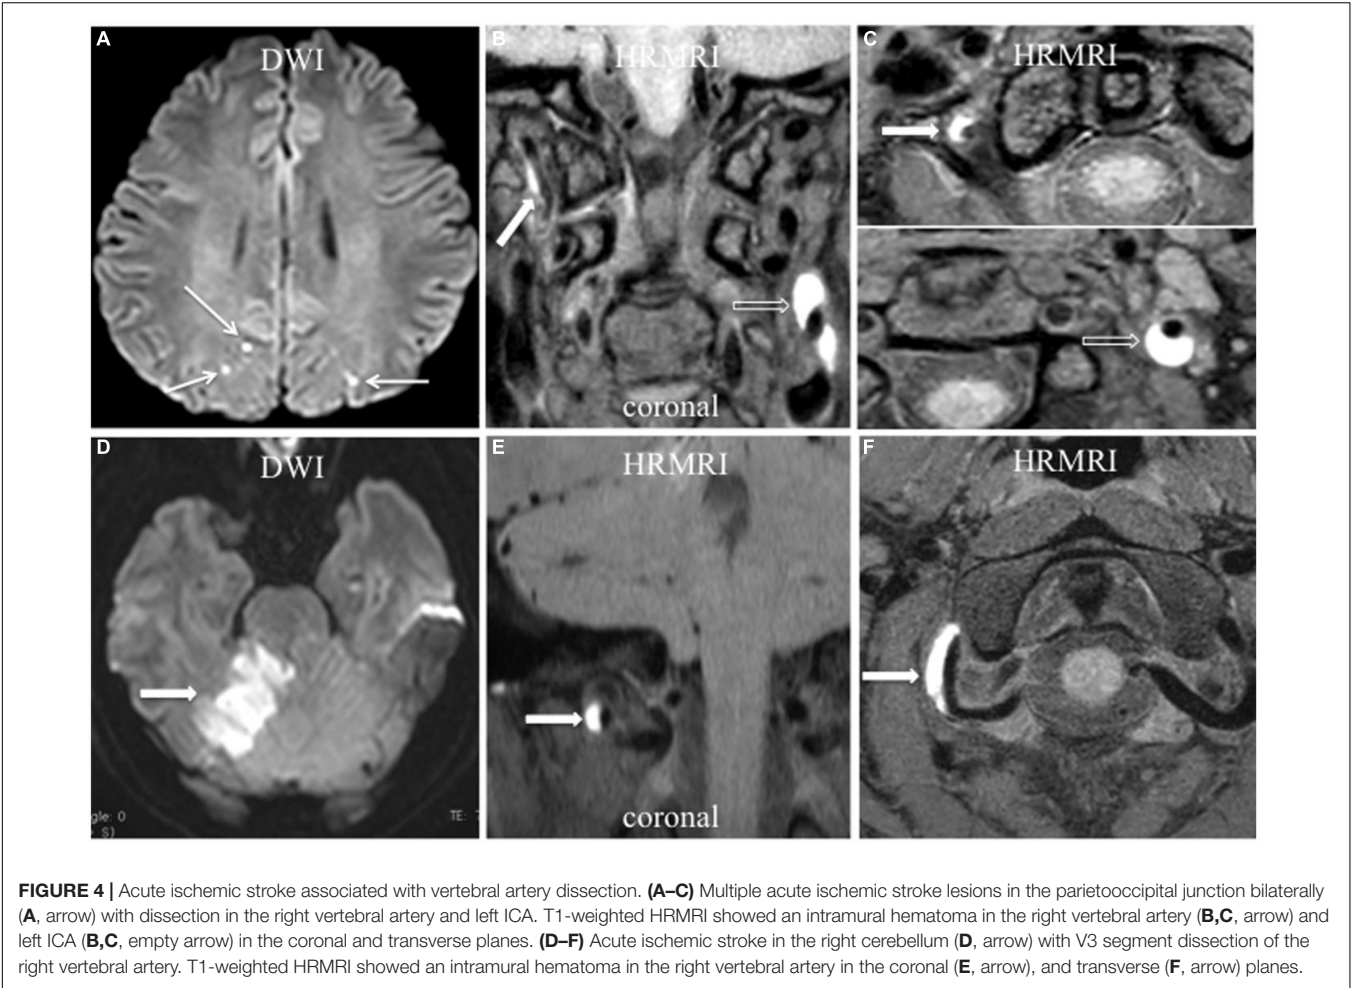 A
DWI
B
HRMRI
coronal
C
HRMRI
D
DWI
gle: 0
S)
TE:
E
HRMRI
coronal
F
HRMRI
FIGURE 4 | Acute ischemic stroke associated with vertebral artery dissection. (A–C) Multiple acute ischemic stroke lesions in the parietooccipital junction bilaterally
(A, arrow) with dissection in the right vertebral artery and left ICA. T1-weighted HRMRI showed an intramural hematoma in the right vertebral artery (B,C, arrow) and
left ICA (B,C, empty arrow) in the coronal and transverse planes. (D–F) Acute ischemic stroke in the right cerebellum (D, arrow) with V3 segment dissection of the
right vertebral artery. T1-weighted HRMRI showed an intramural hematoma in the right vertebral artery in the coronal (E, arrow), and transverse (F, arrow) planes.